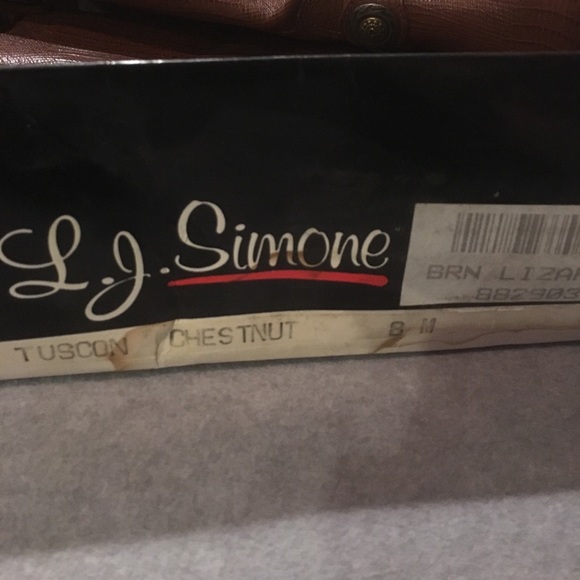 L.J. Simone
BRN LIZA
882903
TUSCON CHESTNUT 8 M